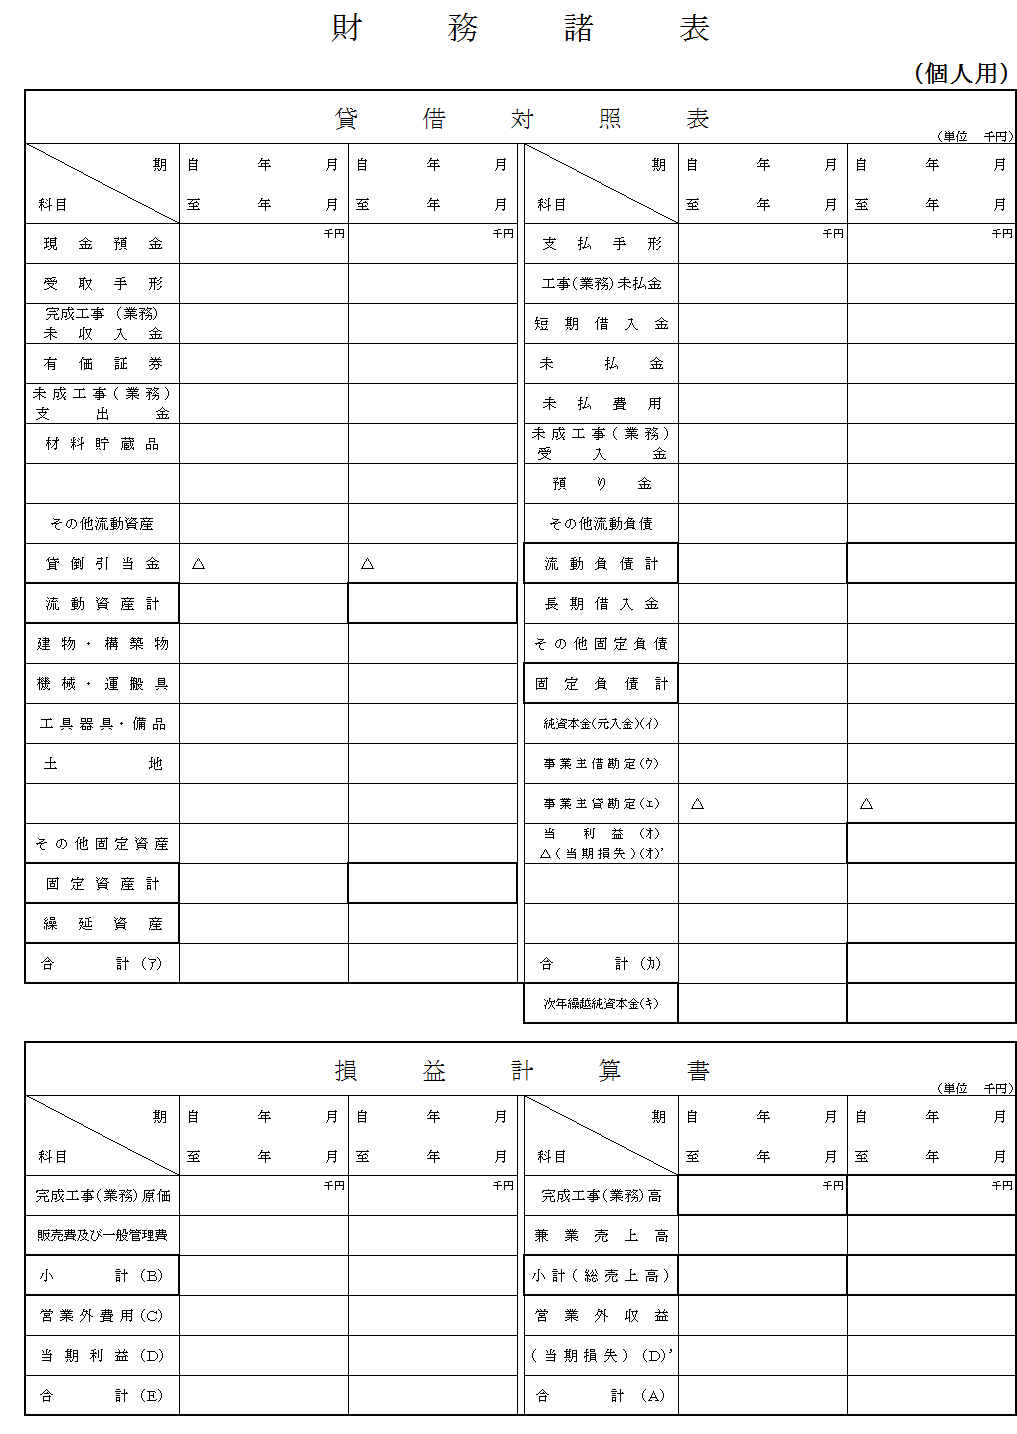 財務諸表
（個人用）
貸借対照表
（単位　千円）
期 自 年 月 自 年 月
科目 至 年 月 至 年 月
現金預金 千円 千円
受取手形
完成工事（業務）
未収入金
有価証券
未成工事（業務）
支出金
材料貯蔵品
その他流動資産
貸倒引当金 △ △
流動資産計
建物・構築物
機械・運搬具
工具器具・備品
土地
その他固定資産
固定資産計
繰延資産
合計（ｱ）
期 自 年 月 自 年 月
科目 至 年 月 至 年 月
支払手形 千円 千円
工事（業務）未払金
短期借入金
未払金
未払費用
未成工事（業務）
受入金
預り金
その他流動負債
流動負債計
長期借入金
その他固定負債
固定負債計
純資本金（元入金）（ｲ）
事業主借勘定（ｳ）
事業主貸勘定（ｴ） △ △
当利益（ｵ）
△（当期損失）（ｵ）’
合計（ｶ）
次年繰越純資本金（ｷ）
損益計算書
（単位　千円）
期 自 年 月 自 年 月
科目 至 年 月 至 年 月
完成工事（業務）原価 千円 千円
販売費及び一般管理費
小計（B）
営業外費用（C）
当期利益（D）
合計（E）
期 自 年 月 自 年 月
科目 至 年 月 至 年 月
完成工事（業務）高 千円 千円
兼業売上高
小計（総売上高）
営業外収益
（当期損失）（D）’
合計（A）